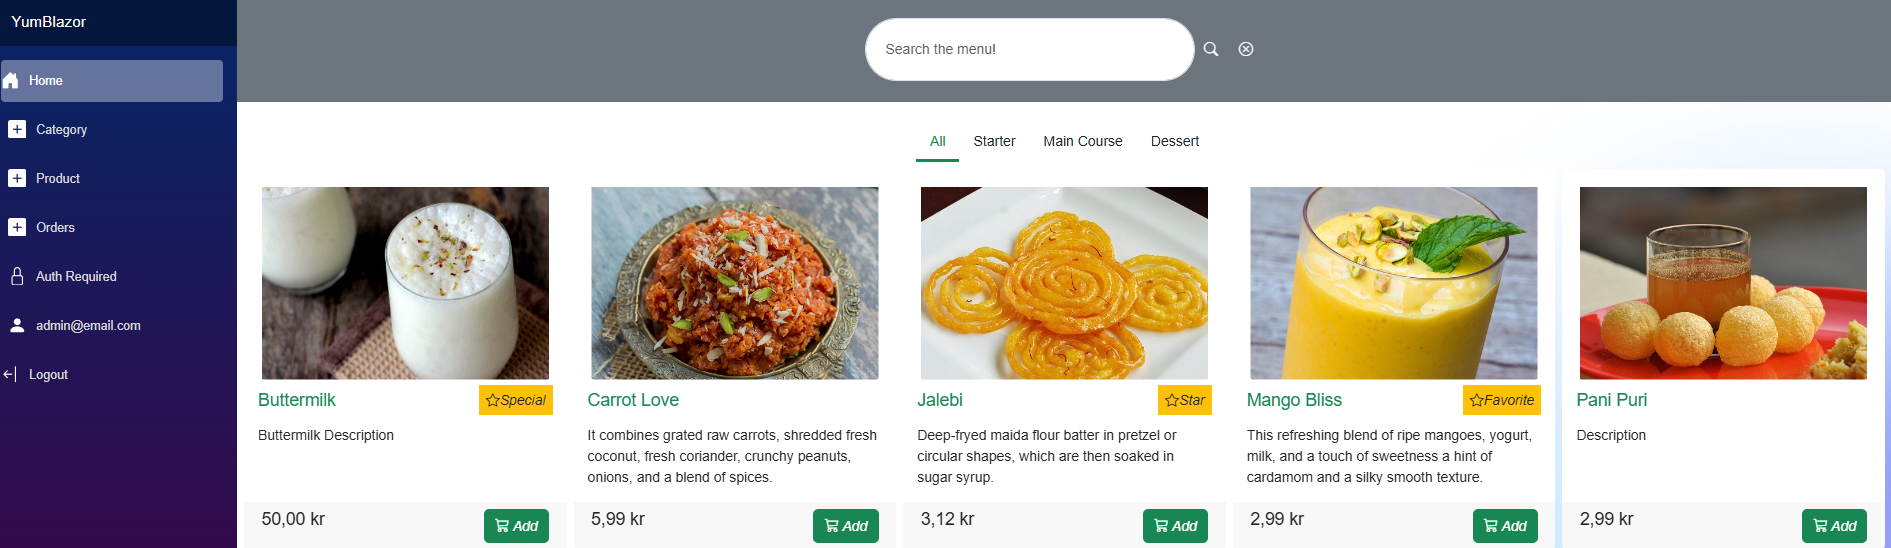 YumBlazor
Search the menu!
Home
Category
Product
Orders
Auth Required
admin@email.com
Logout
All Starter Main Course Dessert
Buttermilk
Special
Buttermilk Description
50,00 kr
Add
Carrot Love
It combines grated raw carrots, shredded fresh
coconut, fresh coriander, crunchy peanuts,
onions, and a blend of spices.
5,99 kr
Add
Jalebi
Star
Deep-fryed maida flour batter in pretzel or
circular shapes, which are then soaked in
sugar syrup.
3,12 kr
Add
Mango Bliss
Favorite
This refreshing blend of ripe mangoes, yogurt,
milk, and a touch of sweetness a hint of
cardamom and a silky smooth texture.
2,99 kr
Add
Pani Puri
Description
2,99 kr
Add